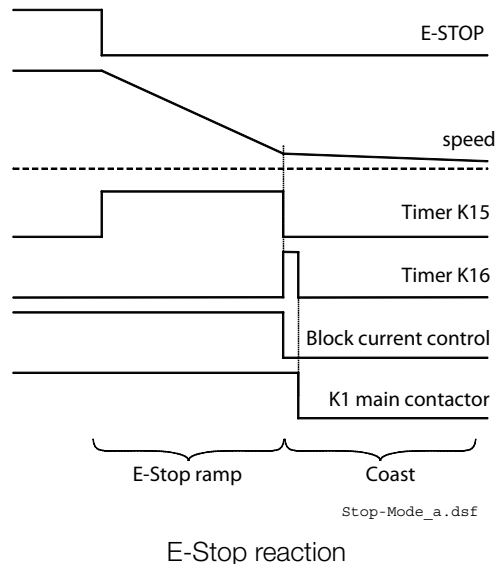 E-STOP
speed
Timer K15
Timer K16
Block current control
K1 main contactor
E-Stop ramp
Coast
Stop-Mode_a.dsf
E-Stop reaction